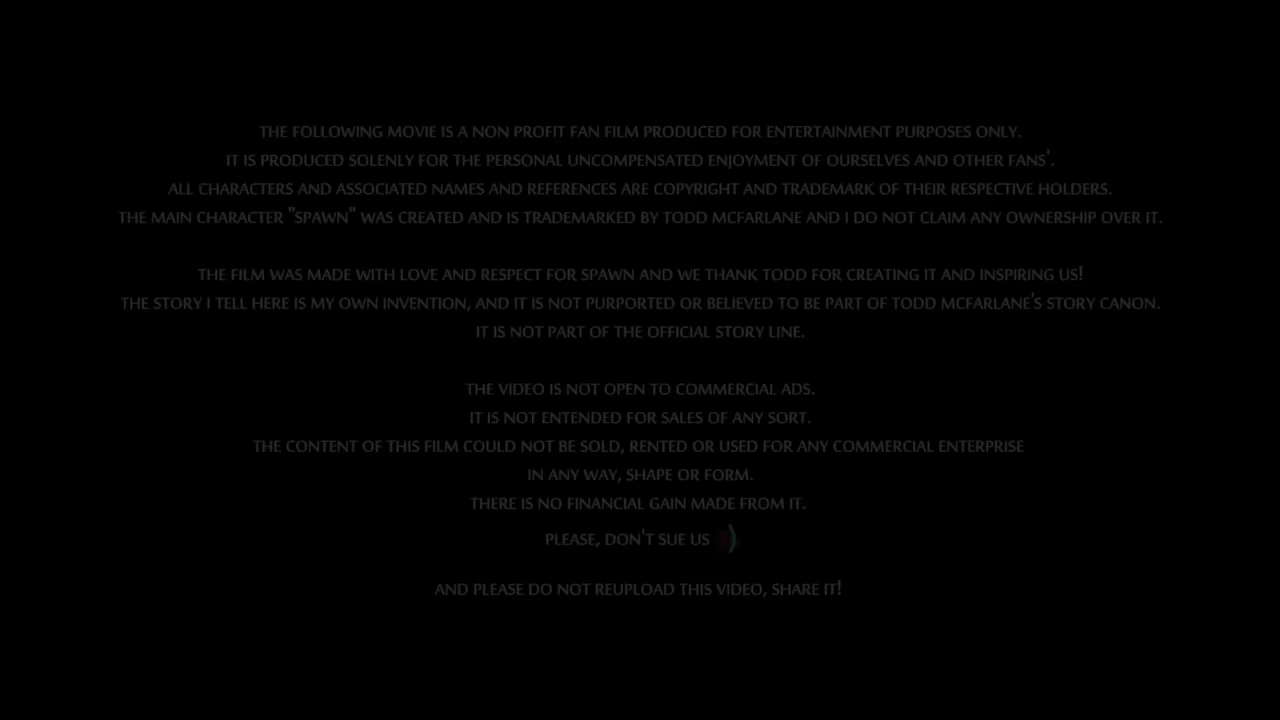 THE FOLLOWING MOVIE IS A NON PROFIT FAN FILM PRODUCED FOR ENTERTAINMENT PURPOSES ONLY.
IT IS PRODUCED SOLENLY FOR THE PERSONAL UNCOMPENSATED ENJOYMENT OF OURSELVES AND OTHER FANS'.
ALL CHARACTERS AND ASSOCIATED NAMES AND REFERENCES ARE COPYRIGHT AND TRADEMARK OF THEIR RESPECTIVE HOLDERS.
THE MAIN CHARACTER "SPAWN" WAS CREATED AND IS TRADEMARKED BY TODD MCFARLANE AND I DO NOT CLAIM ANY OWNERSHIP OVER IT.
THE FILM WAS MADE WITH LOVE AND RESPECT FOR SPAWN AND WE THANK TODD FOR CREATING IT AND INSPIRING US!
THE STORY I TELL HERE IS MY OWN INVENTION, AND IT IS NOT PURPORTED OR BELIEVED TO BE PART OF TODD MCFARLANE'S STORY CANON.
IT IS NOT PART OF THE OFFICIAL STORY LINE.
THE VIDEO IS NOT OPEN TO COMMERCIAL ADS.
IT IS NOT ENTENDED FOR SALES OF ANY SORT.
THE CONTENT OF THIS FILM COULD NOT BE SOLD, RENTED OR USED FOR ANY COMMERCIAL ENTERPRISE
IN ANY WAY, SHAPE OR FORM.
THERE IS NO FINANCIAL GAIN MADE FROM IT.
PLEASE, DON'T SUE US )
AND PLEASE DO NOT REUPLOAD THIS VIDEO, SHARE IT!